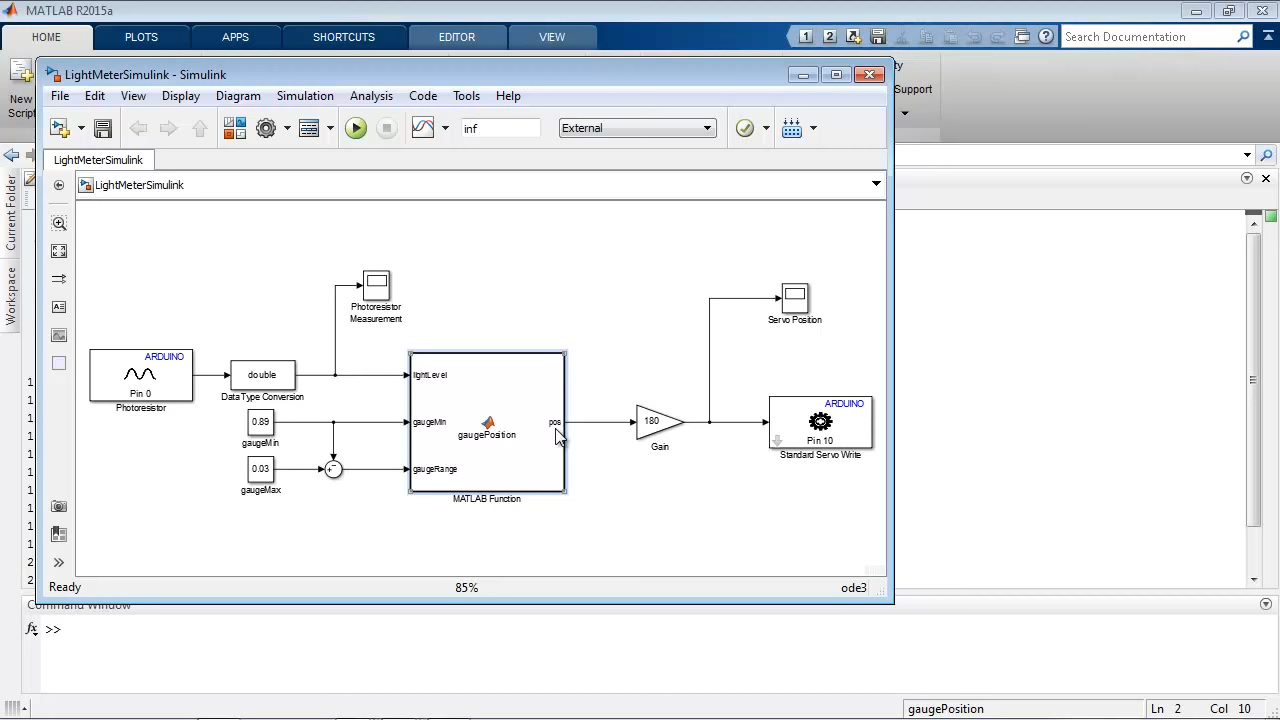 MATLAB R2015a
HOME PLOTS APPS SHORTCUTS EDITOR VIEW
1 2 Search Documentation
LightMeterSimulink - Simulink
New
Script
Support
File Edit View Display Diagram Simulation Analysis Code Tools Help
inf External
LightMeterSimulink
LightMeterSimulink
Current Folder
Workspace
Photoresistor
Measurement
Servo Position
ARDUINO
Pin 0
Photoresistor
double
Data Type Conversion
0.89
gaugeMin
0.03
gaugeMax
lightLevel
gaugeMin
gaugeRange
gaugePosition
pos
MATLAB Function
180
Gain
ARDUINO
Pin 10
Standard Servo Write
Ready 85% ode3
Command Window
fx >>
gaugePosition Ln 2 Col 10